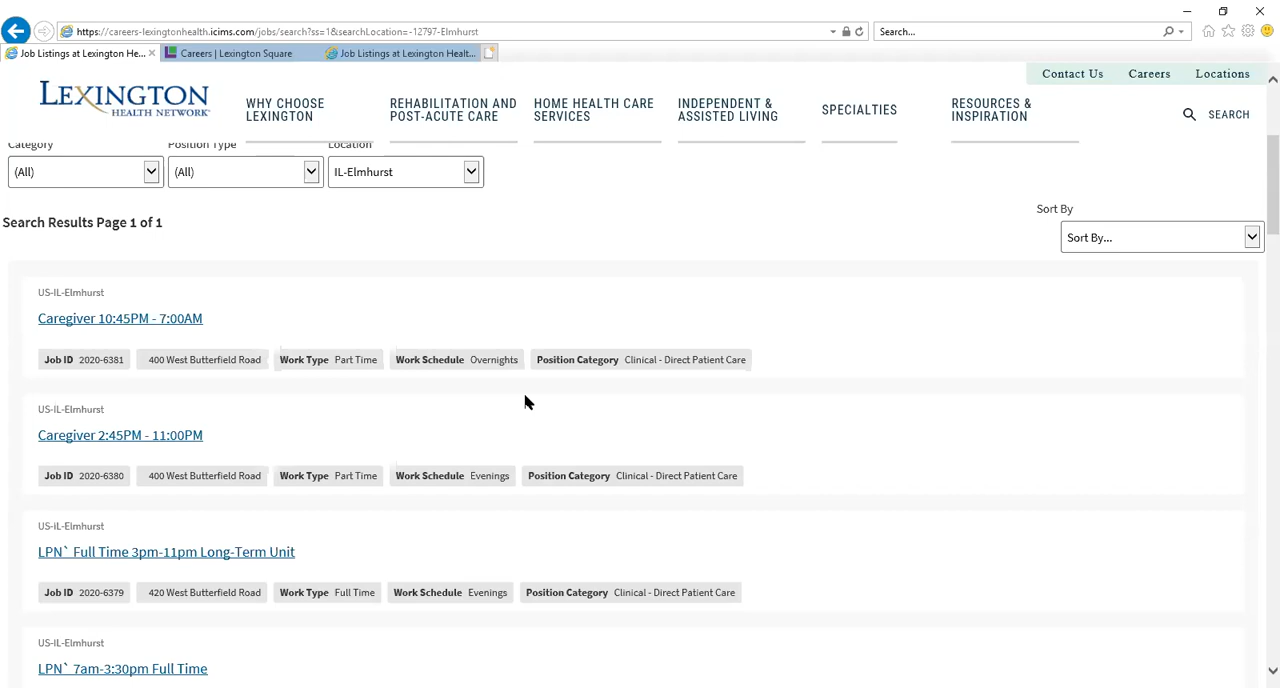 https://careers-lexingtonhealth.icims.com/jobs/search?ss=1&searchLocation=-12797-Elmhurst
Search...
Job Listings at Lexington He...
Careers | Lexington Square
Job Listings at Lexington Healt...
Contact Us Careers Locations
LEXINGTON
HEALTH NETWORK
WHY CHOOSE
LEXINGTON
REHABILITATION AND
POST-ACUTE CARE
HOME HEALTH CARE
SERVICES
INDEPENDENT &
ASSISTED LIVING
SPECIALTIES
RESOURCES &
INSPIRATION
SEARCH
Category Position Type Location
(All) (All) IL-Elmhurst
Search Results Page 1 of 1
Sort By
Sort By...
US-IL-Elmhurst
Caregiver 10:45PM - 7:00AM
Job ID 2020-6381 400 West Butterfield Road Work Type Part Time Work Schedule Overnights Position Category Clinical - Direct Patient Care
US-IL-Elmhurst
Caregiver 2:45PM - 11:00PM
Job ID 2020-6380 400 West Butterfield Road Work Type Part Time Work Schedule Evenings Position Category Clinical - Direct Patient Care
US-IL-Elmhurst
LPN` Full Time 3pm-11pm Long-Term Unit
Job ID 2020-6379 420 West Butterfield Road Work Type Full Time Work Schedule Evenings Position Category Clinical - Direct Patient Care
US-IL-Elmhurst
LPN` 7am-3:30pm Full Time